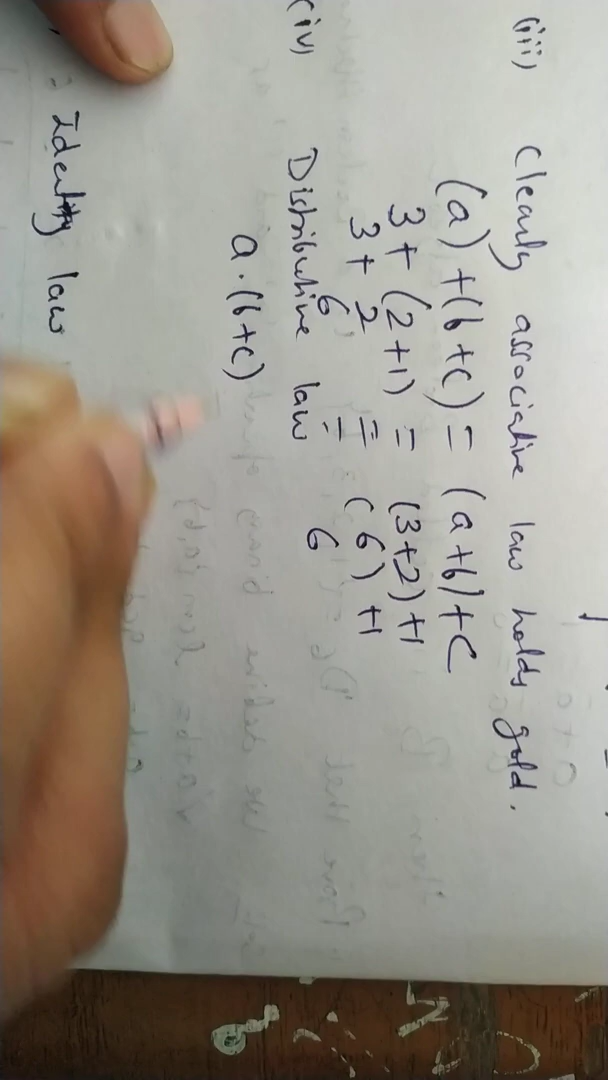 (iii) Clearly associative law holds gold.
(a) + (b+c) = (a+b)+c
3 + (2+1) = (3+2)+1
3 + 2 = (6)+1
6 = 6
(iv) Distributive law
a.(b+c)
: Identity law